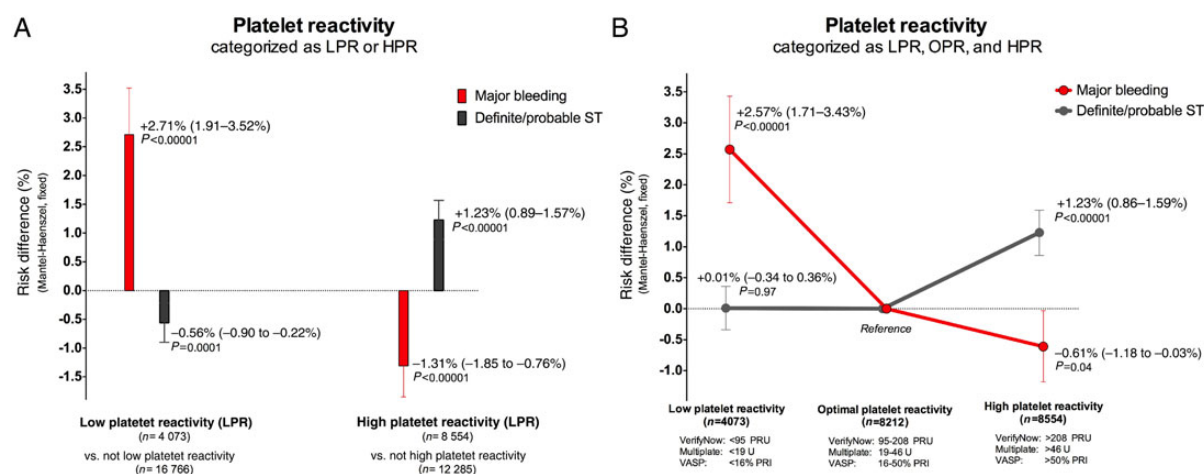 A
Platelet reactivity
categorized as LPR or HPR
Risk difference (%)
(Mantel-Haenszel, fixed)
3.5
3.0
2.5
2.0
1.5
1.0
0.5
0.0
-0.5
-1.0
-1.5
Major bleeding
Definite/probable ST
+2.71% (1.91–3.52%)
P<0.00001
–0.56% (–0.90 to –0.22%)
P=0.0001
+1.23% (0.89–1.57%)
P<0.00001
–1.31% (–1.85 to –0.76%)
P<0.00001
Low platetet reactivity (LPR)
(n= 4 073)
vs. not low platelet reactivity
(n= 16 766)
High platetet reactivity (LPR)
(n= 8 554)
vs. not high platelet reactivity
(n= 12 285)
B
Platelet reactivity
categorized as LPR, OPR, and HPR
Risk difference (%)
(Mantel-Haenszel, fixed)
3.5
3.0
2.5
2.0
1.5
1.0
0.5
0.0
-0.5
-1.0
Major bleeding
Definite/probable ST
+2.57% (1.71–3.43%)
P<0.00001
+0.01% (–0.34 to 0.36%)
P=0.97
Reference
+1.23% (0.86–1.59%)
P<0.00001
–0.61% (–1.18 to –0.03%)
P=0.04
Low platelet reactivity
(n=4073)
VerifyNow: <95 PRU
Multiplate: <19 U
VASP: <16% PRI
Optimal platelet reactivity
(n=8212)
VerifyNow: 95-208 PRU
Multiplate: 19-46 U
VASP: 16-50% PRI
High platelet reactivity
(n=8554)
VerifyNow: >208 PRU
Multiplate: >46 U
VASP: >50% PRI